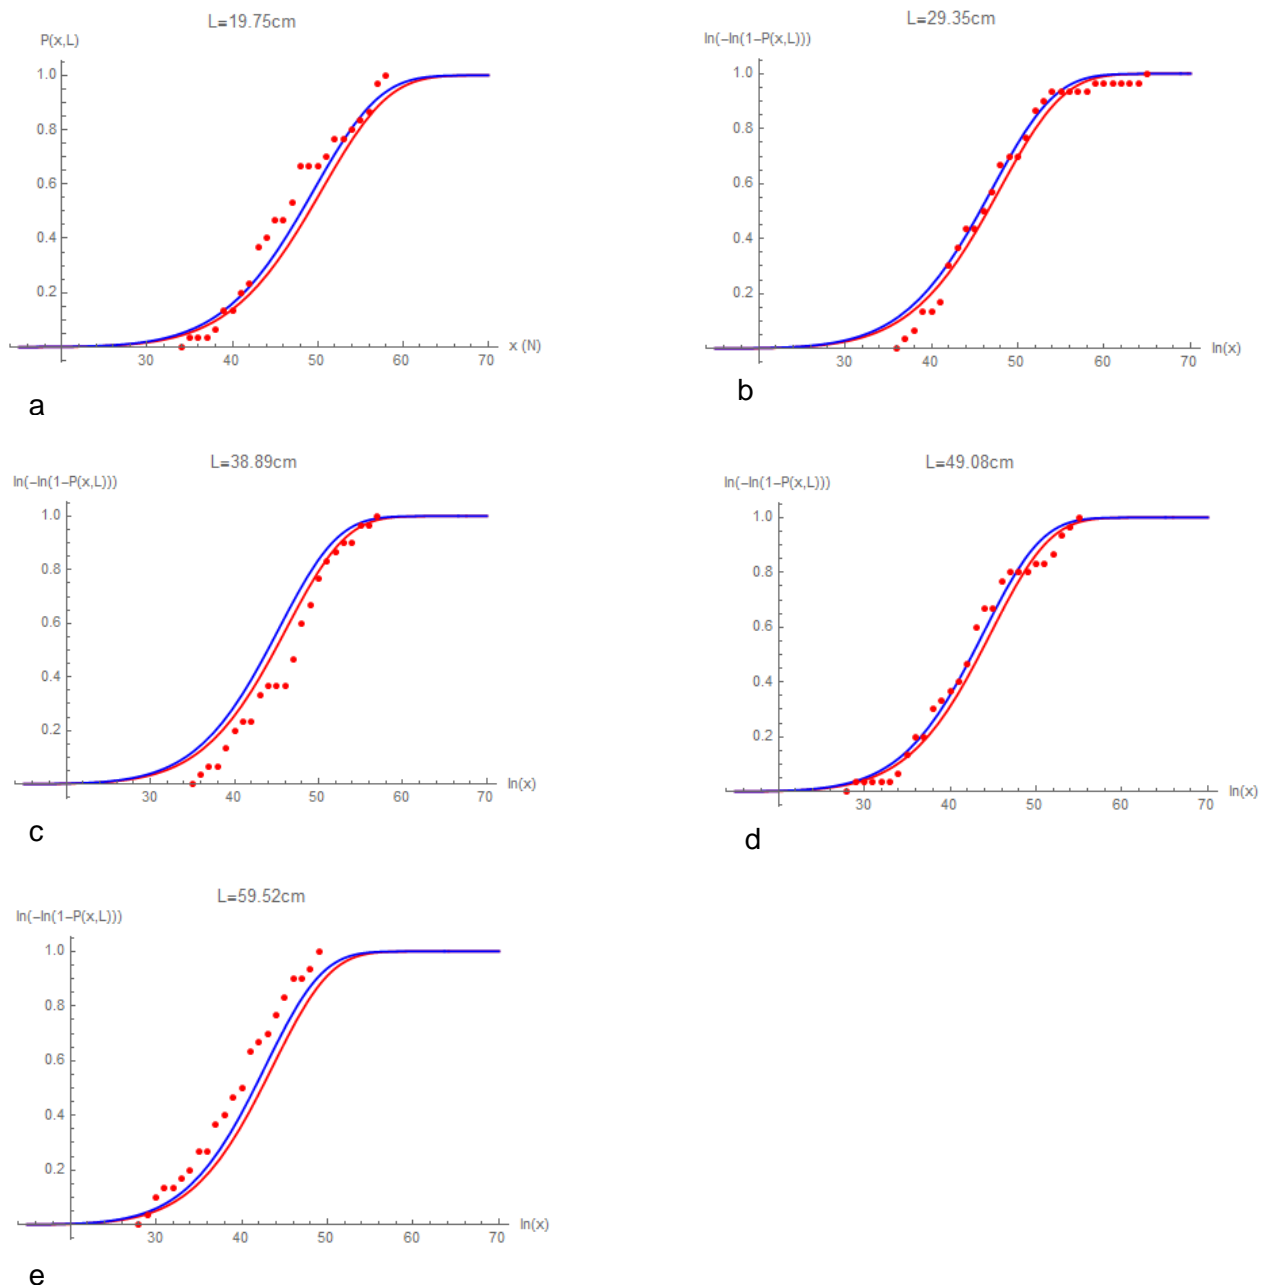 L=19.75cm
P(x,L)
1.0
0.8
0.6
0.4
0.2
30 40 50 60 70 x (N)
a
L=29.35cm
ln(−ln(1−P(x,L)))
1.0
0.8
0.6
0.4
0.2
30 40 50 60 70 ln(x)
b
L=38.89cm
ln(−ln(1−P(x,L)))
1.0
0.8
0.6
0.4
0.2
30 40 50 60 70 ln(x)
c
L=49.08cm
ln(−ln(1−P(x,L)))
1.0
0.8
0.6
0.4
0.2
30 40 50 60 70 ln(x)
d
L=59.52cm
ln(−ln(1−P(x,L)))
1.0
0.8
0.6
0.4
0.2
30 40 50 60 70 ln(x)
e